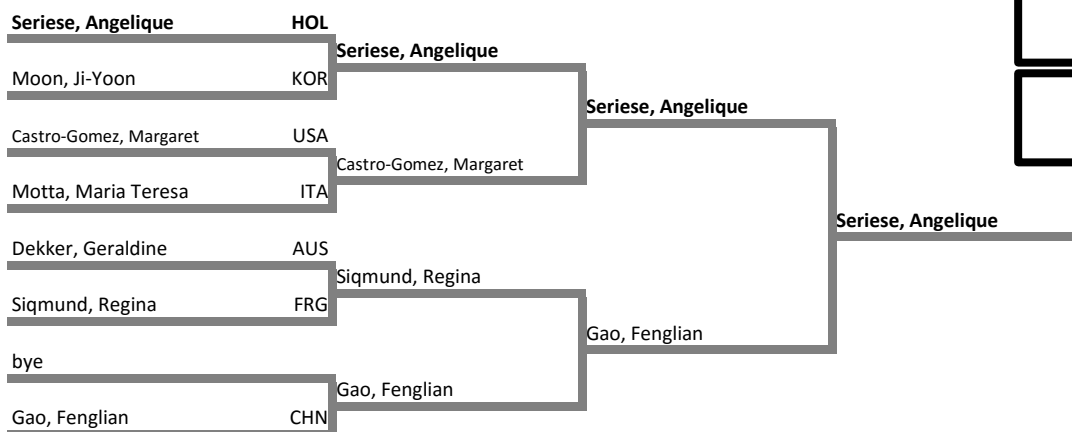 Seriese, Angelique HOL
Seriese, Angelique
Moon, Ji-Yoon KOR
Seriese, Angelique
Castro-Gomez, Margaret USA
Castro-Gomez, Margaret
Motta, Maria Teresa ITA
Seriese, Angelique
Dekker, Geraldine AUS
Siqmund, Regina
Siqmund, Regina FRG
Gao, Fenglian
bye
Gao, Fenglian
Gao, Fenglian CHN